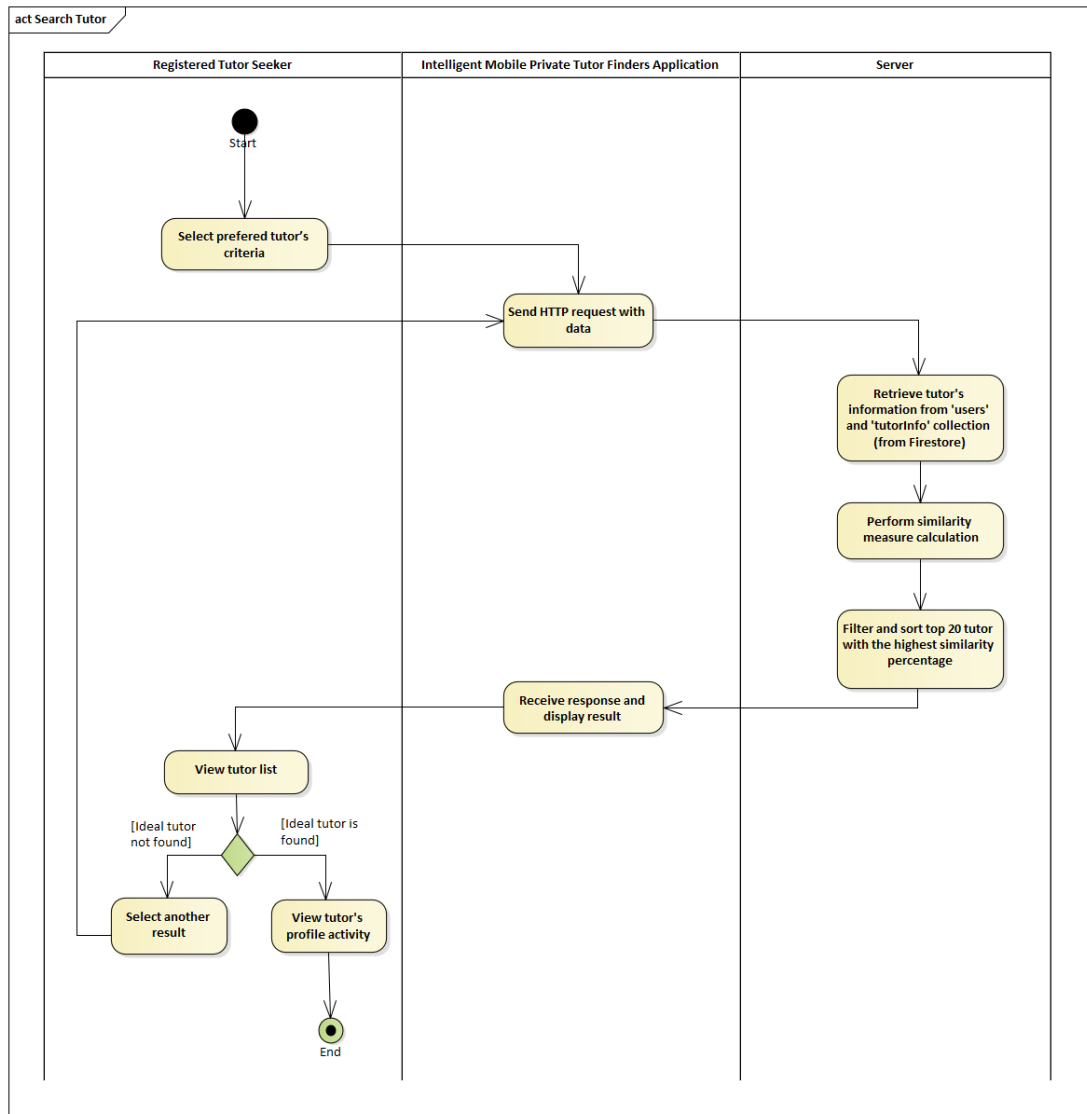 act Search Tutor
Registered Tutor Seeker
Intelligent Mobile Private Tutor Finders Application
Server
Start
Select prefered tutor’s
criteria
Send HTTP request with
data
Retrieve tutor's
information from 'users'
and 'tutorInfo' collection
(from Firestore)
Perform similarity
measure calculation
Filter and sort top 20 tutor
with the highest similarity
percentage
Receive response and
display result
View tutor list
[Ideal tutor
not found]
[Ideal tutor is
found]
Select another
result
View tutor's
profile activity
End